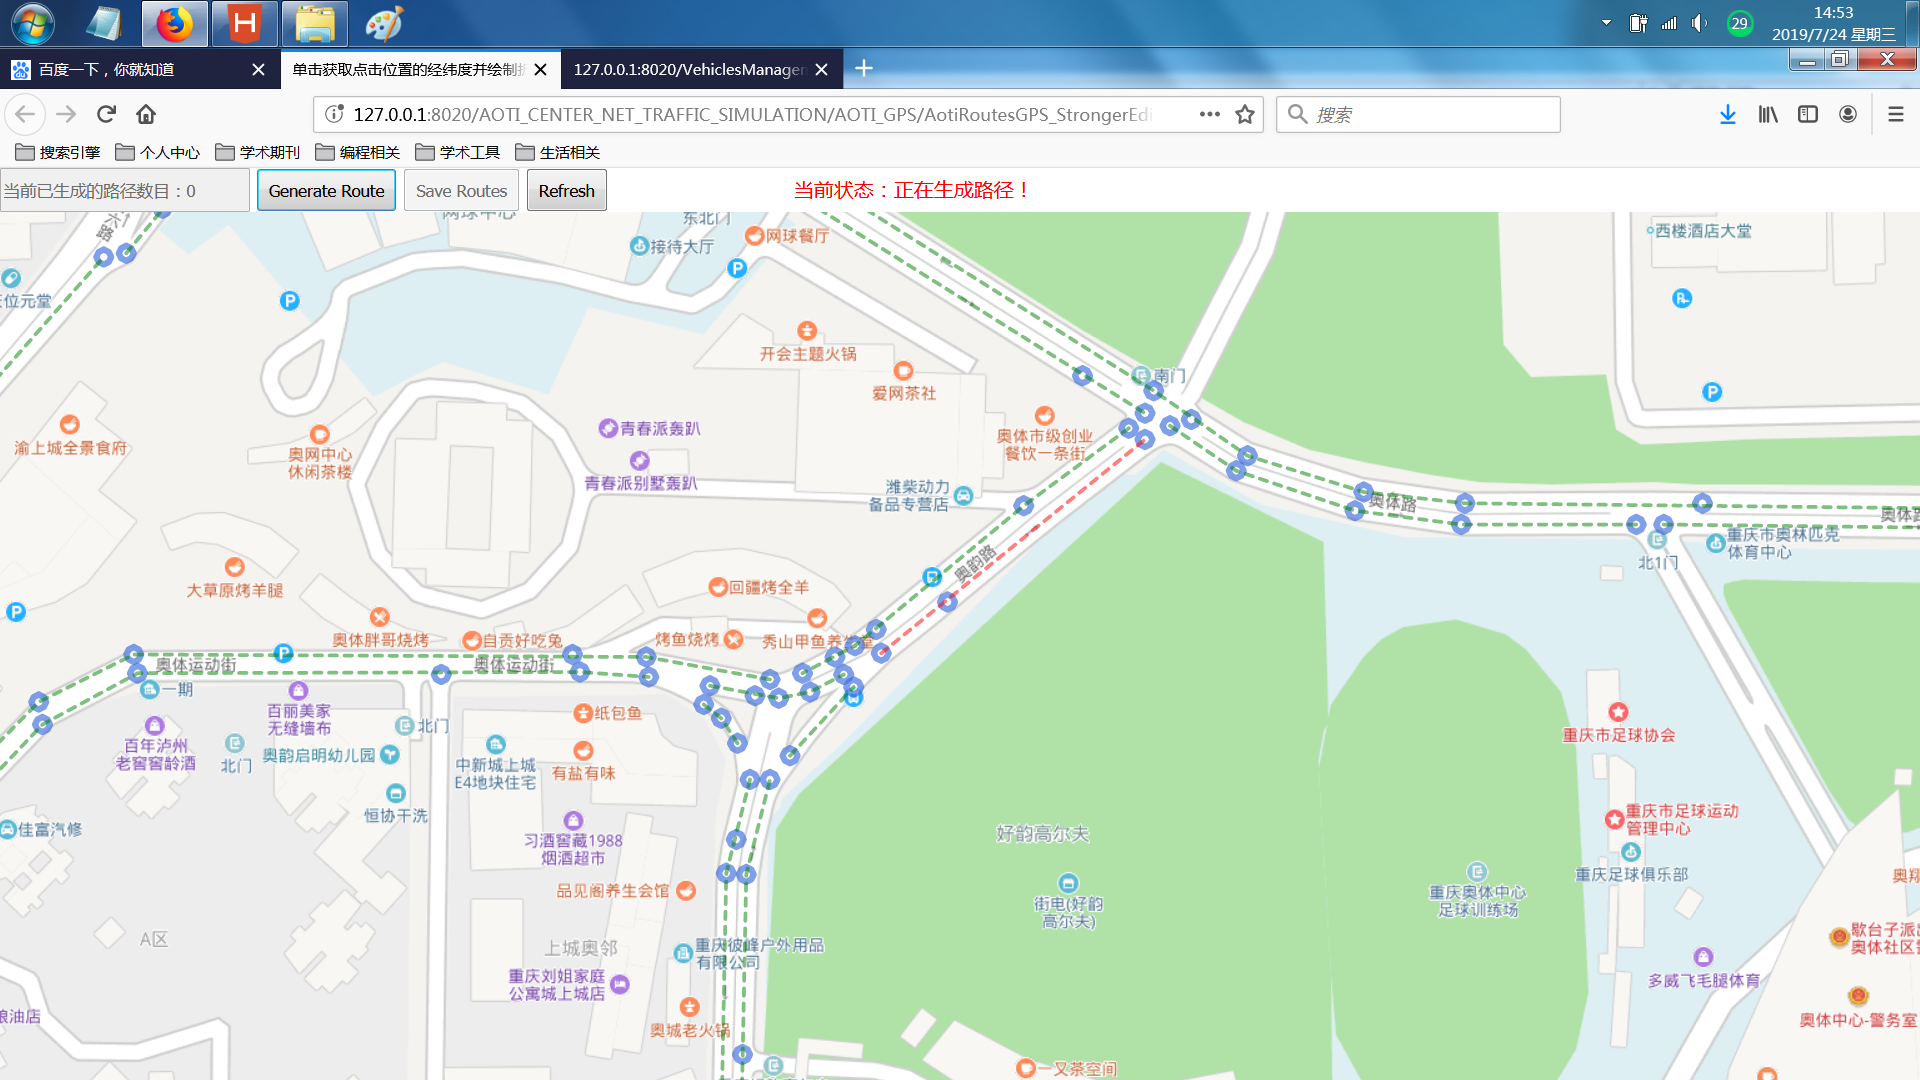 29
14:53
2019/7/24 星期三
百度一下，你就知道
单击获取点击位置的经纬度并绘制
127.0.0.1:8020/VehiclesManage
127.0.0.1:8020/AOTI_CENTER_NET_TRAFFIC_SIMULATION/AOTI_GPS/AotiRoutesGPS_StrongerEdi
搜索
搜索引擎
个人中心
学术期刊
编程相关
学术工具
生活相关
当前已生成的路径数目：0
Generate Route
Save Routes
Refresh
当前状态：正在生成路径！
网球中心
东北门
接待大厅
网球餐厅
西楼酒店大堂
位元堂
开会主题火锅
爱网茶社
南门
渝上城全景食府
奥网中心
休闲茶楼
青春派轰趴
青春派别墅轰趴
奥体市级创业
餐饮一条街
潍柴动力
备品专营店
奥体路
奥体路
重庆市奥林匹克
体育中心
北1门
奥韵路
大草原烤羊腿
回疆烤全羊
奥体胖哥烧烤
自贡好吃兔
烤鱼烧烤
秀山甲鱼养生堂
奥体运动街
奥体运动街
一期
百丽美家
无缝墙布
北门
纸包鱼
百年泸州
老窖窖龄酒
北门
奥韵启明幼儿园
中新城上城
E4地块住宅
有盐有味
恒协干洗
佳富汽修
习酒窖藏1988
烟酒超市
好韵高尔夫
重庆市足球协会
重庆市足球运动
管理中心
重庆足球俱乐部
品见阁养生会馆
街电(好韵
高尔夫)
重庆奥体中心
足球训练场
奥翔
A区
上城奥邻
重庆彼峰户外用品
有限公司
歇台子派出
奥体社区警
重庆刘姐家庭
公寓城上城店
多威飞毛腿体育
粮油店
奥城老火锅
奥体中心-警务室
一又茶空间